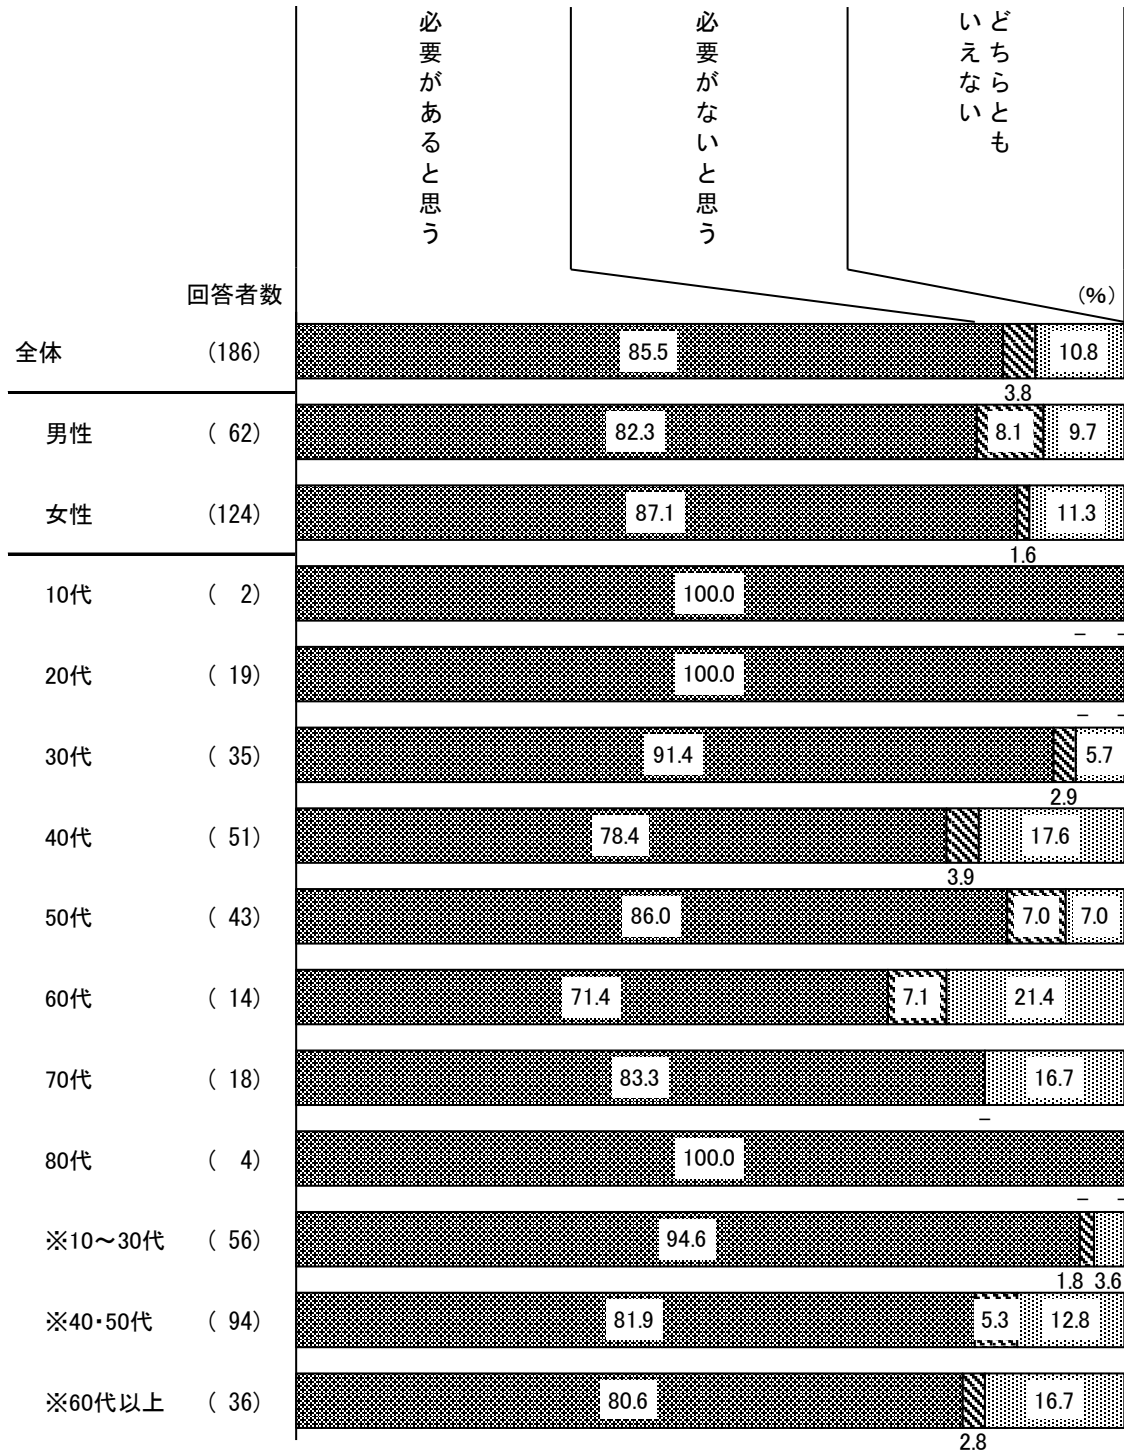 必要があると思う
必要がないと思う
どちらとも
いえない
回答者数
(%)
全体 (186) 85.5 10.8
3.8
男性 ( 62) 82.3 8.1 9.7
女性 (124) 87.1 11.3
1.6
10代 ( 2) 100.0
– –
20代 ( 19) 100.0
– –
30代 ( 35) 91.4 5.7
2.9
40代 ( 51) 78.4 17.6
3.9
50代 ( 43) 86.0 7.0 7.0
60代 ( 14) 71.4 7.1 21.4
70代 ( 18) 83.3 16.7
–
80代 ( 4) 100.0
– –
※10～30代 ( 56) 94.6
1.8 3.6
※40・50代 ( 94) 81.9 5.3 12.8
※60代以上 ( 36) 80.6 16.7
2.8